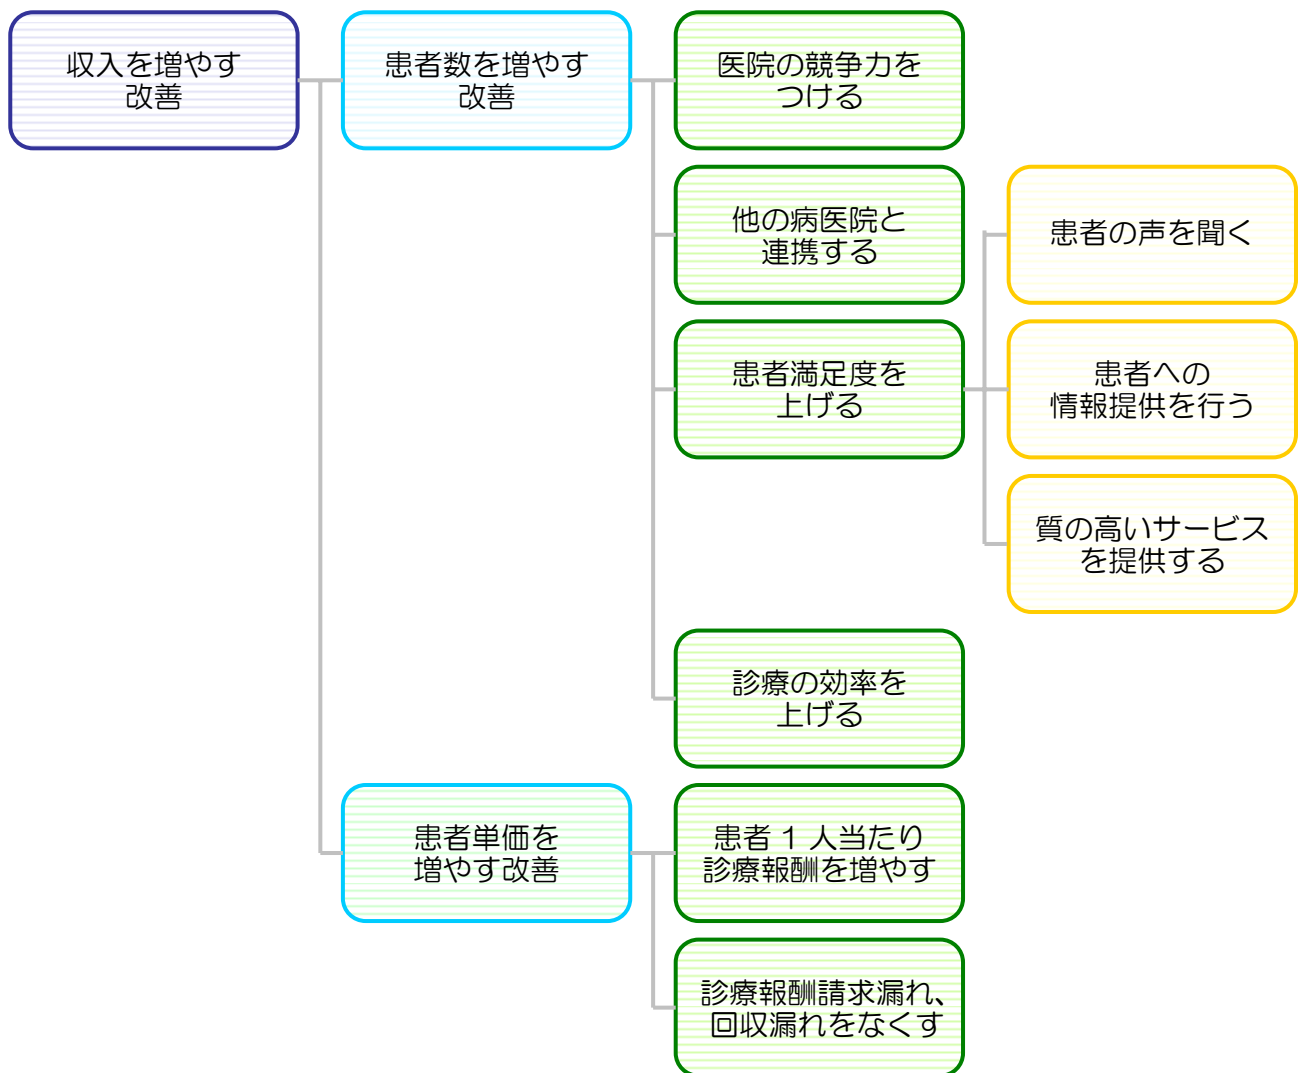 収入を増やす
改善
患者数を増やす
改善
医院の競争力を
つける
他の病医院と
連携する
患者の声を聞く
患者満足度を
上げる
患者への
情報提供を行う
質の高いサービス
を提供する
診療の効率を
上げる
患者単価を
増やす改善
患者 1 人当たり
診療報酬を増やす
診療報酬請求漏れ、
回収漏れをなくす